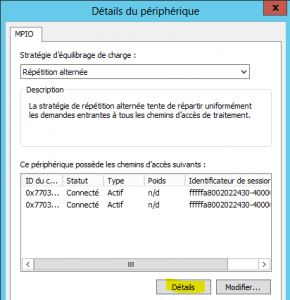 Détails du périphérique
x
MPIO
Stratégie d'équilibrage de charge :
Répétition alternée
Description
La stratégie de répétition alternée tente de répartir uniformément
les demandes entrantes à tous les chemins d'accès de traitement.
Ce périphérique possède les chemins d'accès suivants :
ID du c... Statut Type Poids Identificateur de session
0x7703... Connecté Actif n/d fffffa8002022430-4000
0x7703... Connecté Actif n/d fffffa8002022430-4000
Détails Modifier...